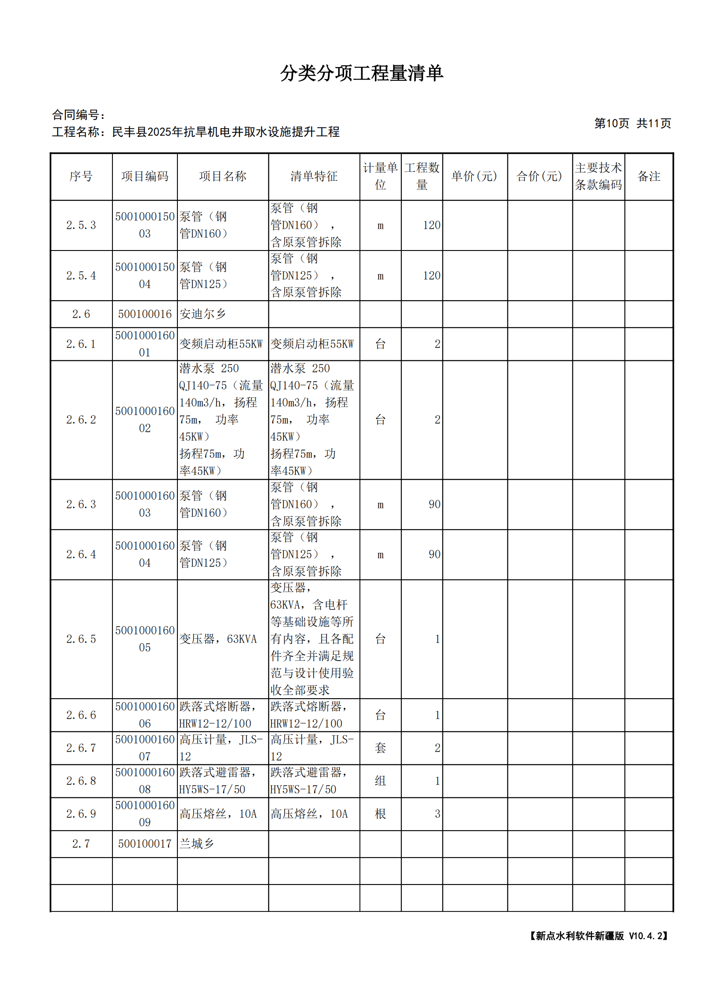 分类分项工程量清单
合同编号：
工程名称：民丰县2025年抗旱机电井取水设施提升工程
第10页 共11页
序号 项目编码 项目名称 清单特征 计量单位 工程数量 单价(元) 合价(元) 主要技术条款编码 备注
2.5.3 500100015003 泵管（钢管DN160） 泵管（钢管DN160） ，含原泵管拆除 m 120
2.5.4 500100015004 泵管（钢管DN125） 泵管（钢管DN125） ，含原泵管拆除 m 120
2.6 500100016 安迪尔乡
2.6.1 500100016001 变频启动柜55KW 变频启动柜55KW 台 2
2.6.2 500100016002 潜水泵 250 QJ140-75（流量140m3/h，扬程75m， 功率45KW） 扬程75m，功率45KW） 潜水泵 250 QJ140-75（流量140m3/h，扬程75m， 功率45KW） 扬程75m，功率45KW） 台 2
2.6.3 500100016003 泵管（钢管DN160） 泵管（钢管DN160） ，含原泵管拆除 m 90
2.6.4 500100016004 泵管（钢管DN125） 泵管（钢管DN125） ，含原泵管拆除 m 90
2.6.5 500100016005 变压器，63KVA 变压器，63KVA，含电杆等基础设施等所有内容，且各配件齐全并满足规范与设计使用验收全部要求 台 1
2.6.6 500100016006 跌落式熔断器，HRW12-12/100 跌落式熔断器，HRW12-12/100 台 1
2.6.7 500100016007 高压计量，JLS-12 高压计量，JLS-12 套 2
2.6.8 500100016008 跌落式避雷器，HY5WS-17/50 跌落式避雷器，HY5WS-17/50 组 1
2.6.9 500100016009 高压熔丝，10A 高压熔丝，10A 根 3
2.7 500100017 兰城乡
【新点水利软件新疆版 V10.4.2】